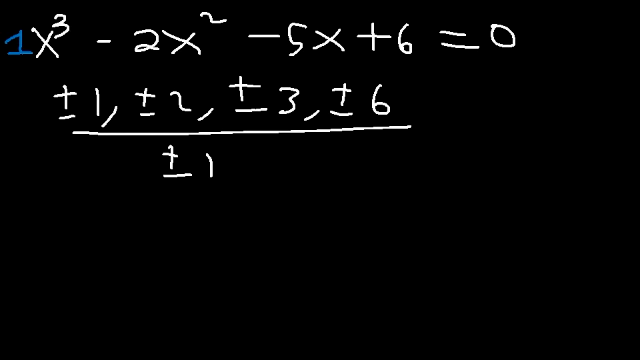 1x³ - 2x² - 5x + 6 = 0
± 1, ± 2, ± 3, ± 6
± 1